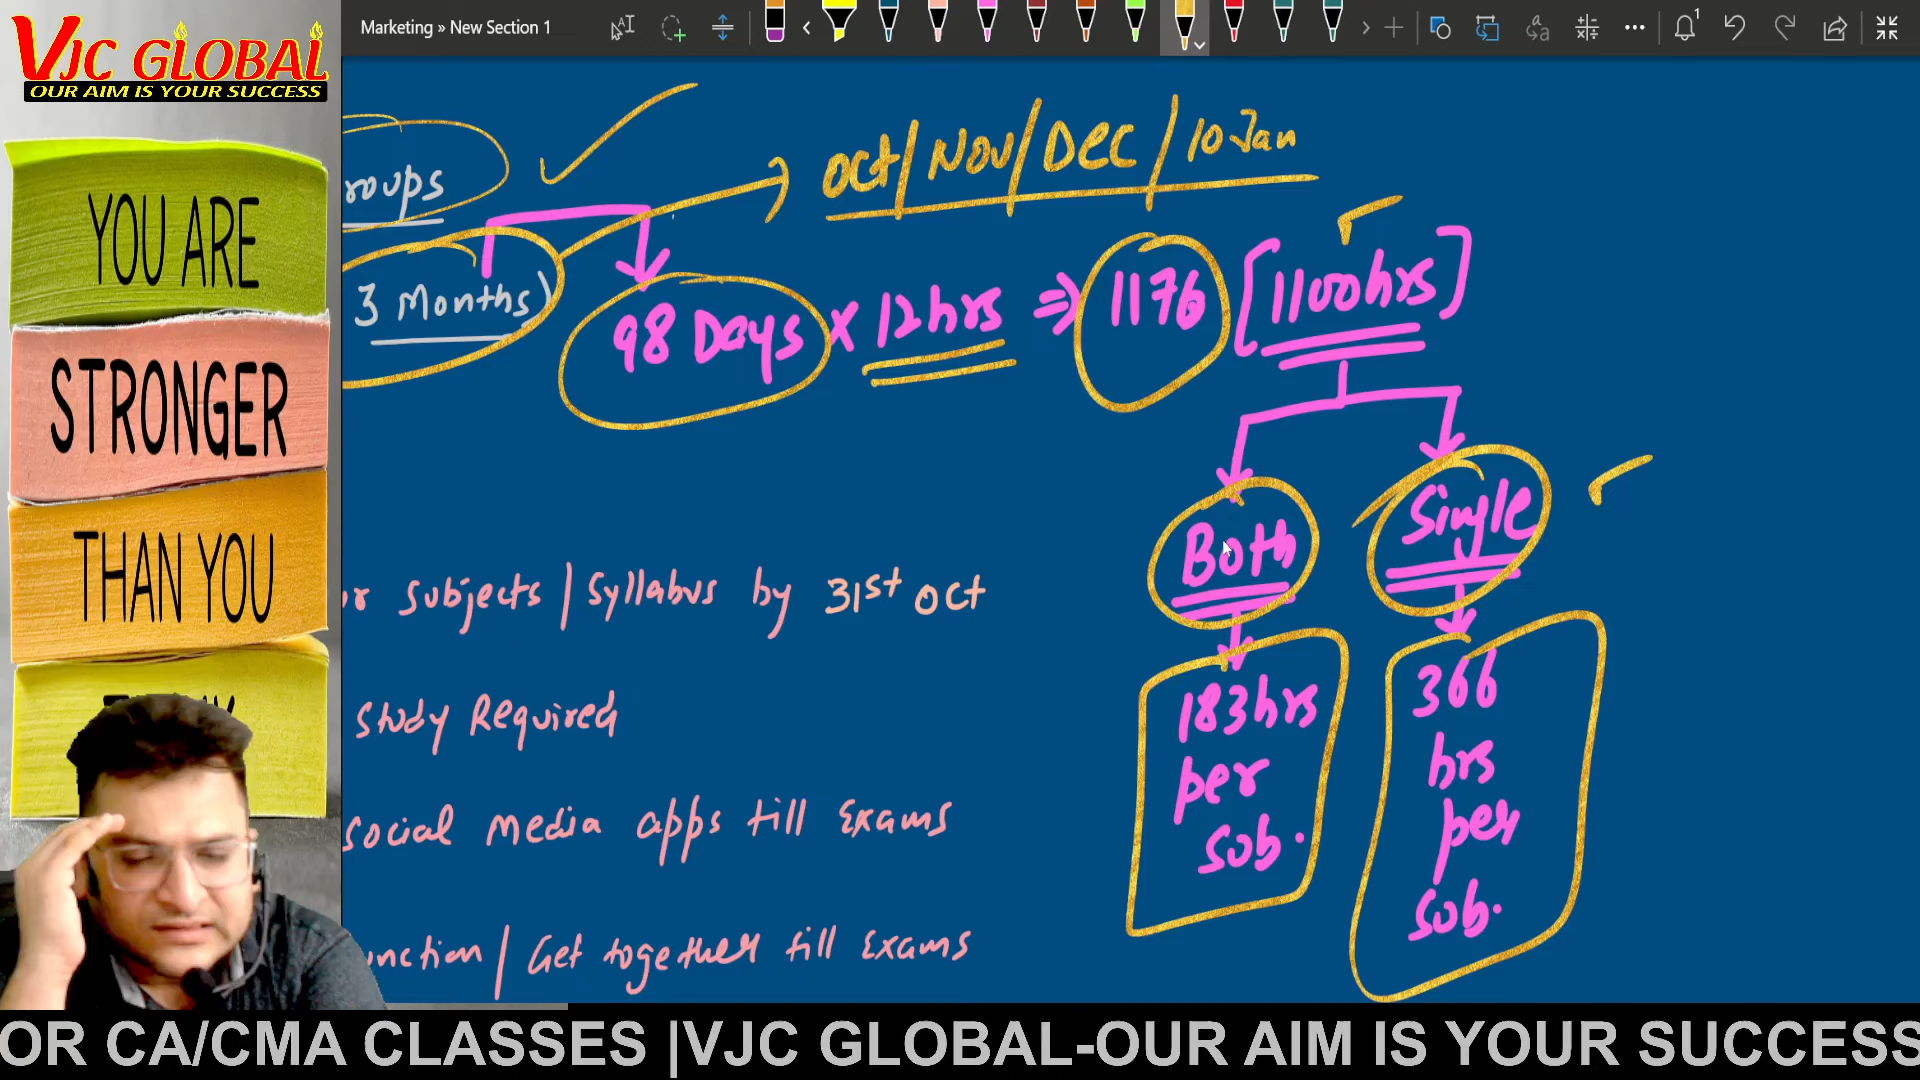 Marketing » New Section 1
VJC GLOBAL
OUR AIM IS YOUR SUCCESS
YOU ARE
STRONGER
THAN YOU
Oct/Nov/Dec/10 Jan
roups
3 Months)
98 Days x 12hrs ⇒ 1176 [1100hrs]
Both
Single
183hrs
per
sub.
366
hrs
per
sub.
or subjects / syllabus by 31st oct
study Required
social media apps till Exams
unction / Get together till Exams
OR CA/CMA CLASSES |VJC GLOBAL-OUR AIM IS YOUR SUCCESS